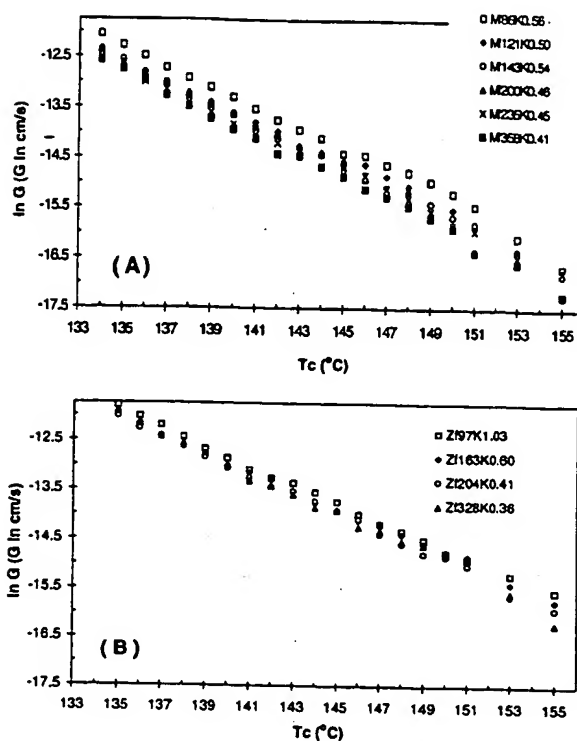 M86K0.56
M121K0.50
M143K0.54
M200K0.46
M235K0.45
M358K0.41
-12.5
-13.5
-14.5
-15.5
-16.5
-17.5
ln G (G in cm/s)
(A)
133 135 137 139 141 143 145 147 149 151 153 155
Tc (°C)
Zf97K1.03
Zf163K0.60
Zf204K0.41
Zf328K0.36
-12.5
-13.5
-14.5
-15.5
-16.5
-17.5
ln G (G in cm/s)
(B)
133 135 137 139 141 143 145 147 149 151 153 155
Tc (°C)